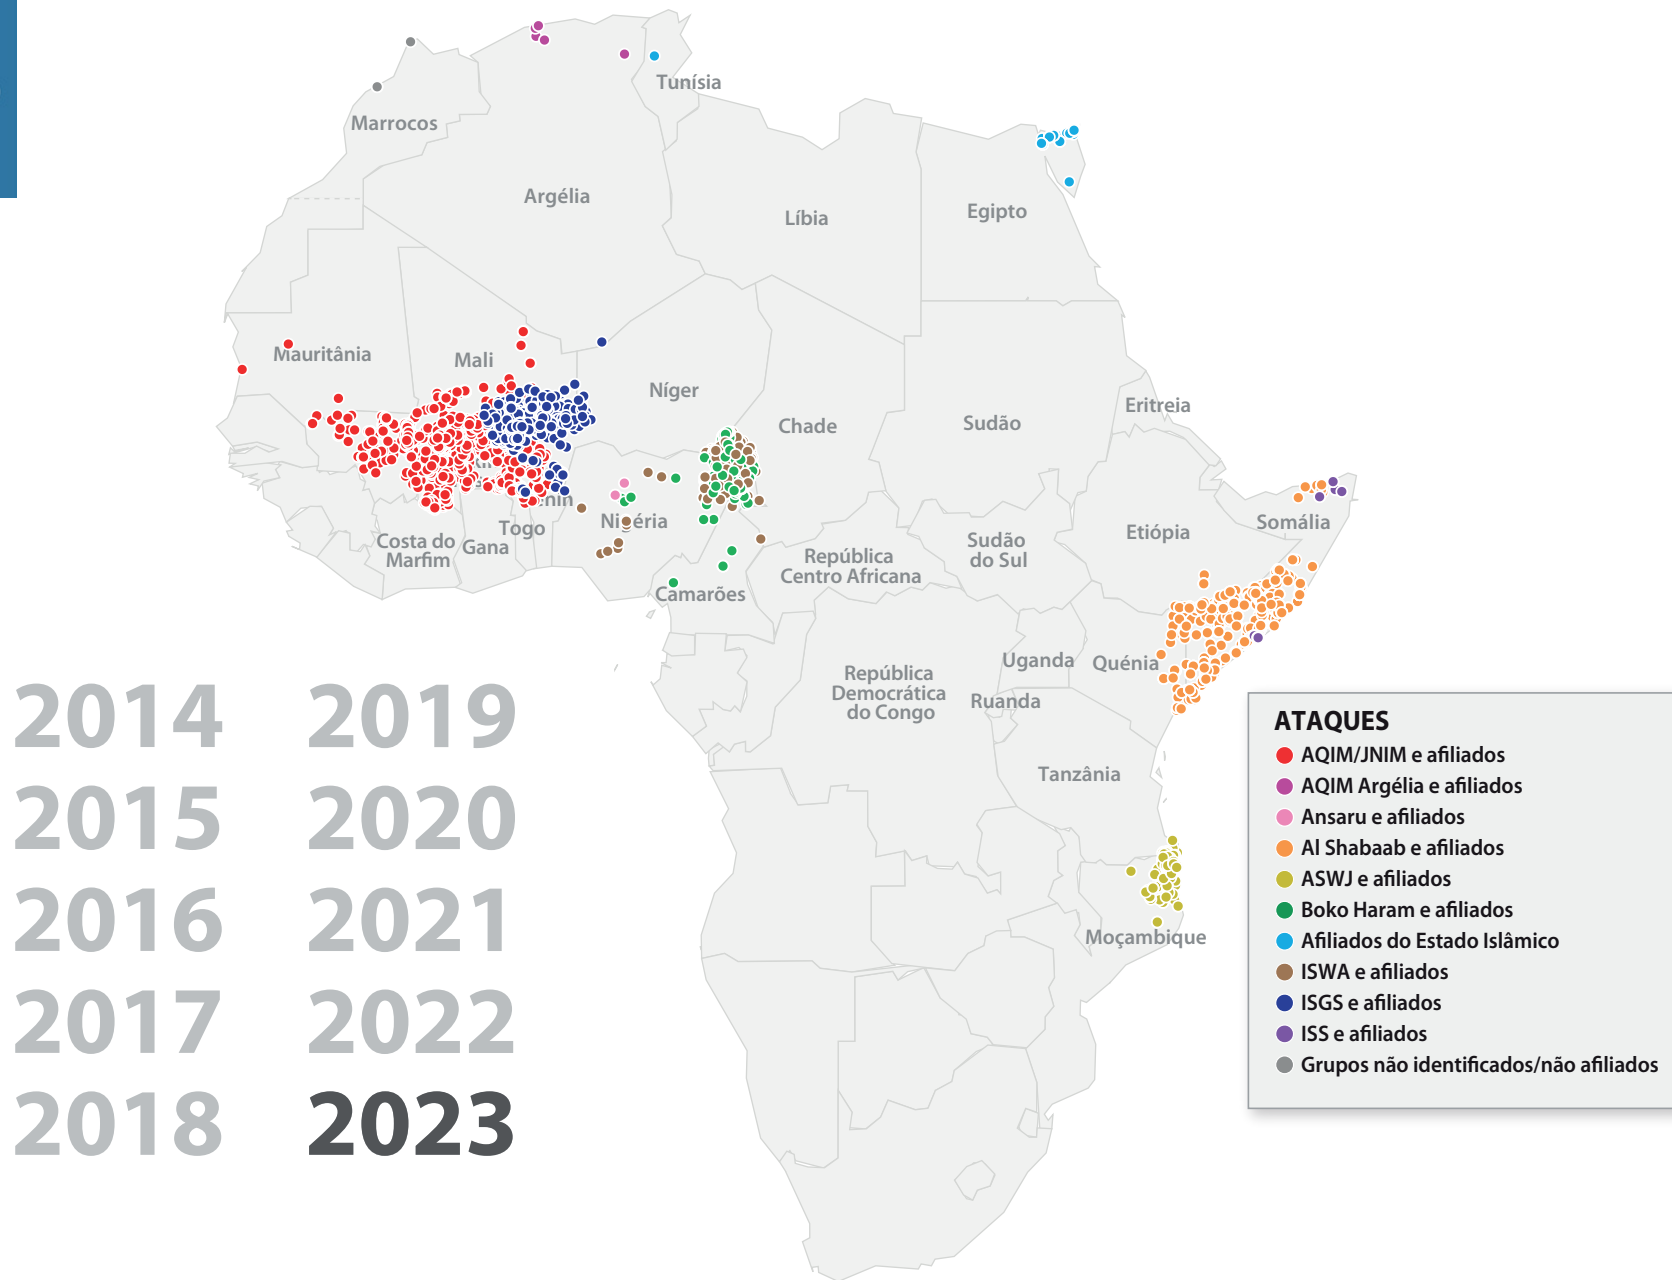 Tunísia
Marrocos
Argélia
Líbia
Egipto
Mauritânia
Mali
Níger
Chade
Sudão
Eritreia
Togo
Gana
Costa do
Marfim
Nigéria
Camarões
República
Centro Africana
Sudão
do Sul
Etiópia
Somália
Uganda
Quénia
República
Democrática
do Congo
Ruanda
Tanzânia
Moçambique
2014
2015
2016
2017
2018
2019
2020
2021
2022
2023
ATAQUES
AQIM/JNIM e afiliados
AQIM Argélia e afiliados
Ansaru e afiliados
Al Shabaab e afiliados
ASWJ e afiliados
Boko Haram e afiliados
Afiliados do Estado Islâmico
ISWA e afiliados
ISGS e afiliados
ISS e afiliados
Grupos não identificados/não afiliados